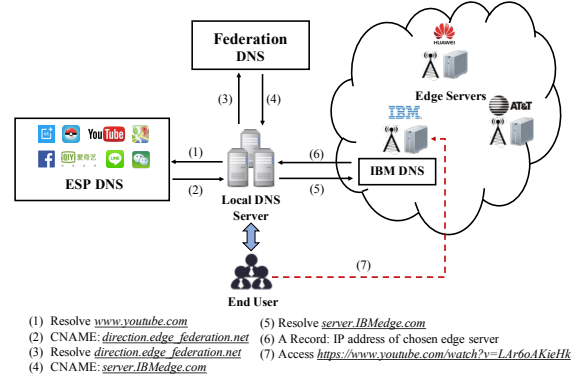 Federation
DNS
HUAWEI
Edge Servers
IBM
AT&T
(3)
(4)
You Tube
QIY 爱奇艺
LINE
ESP DNS
(1)
(2)
(6)
(5)
IBM DNS
Local DNS
Server
(7)
End User
(1) Resolve www.youtube.com
(2) CNAME: direction.edge_federation.net
(3) Resolve direction.edge_federation.net
(4) CNAME: server.IBMedge.com
(5) Resolve server.IBMedge.com
(6) A Record: IP address of chosen edge server
(7) Access https://www.youtube.com/watch?v=LAr6oAKieHk